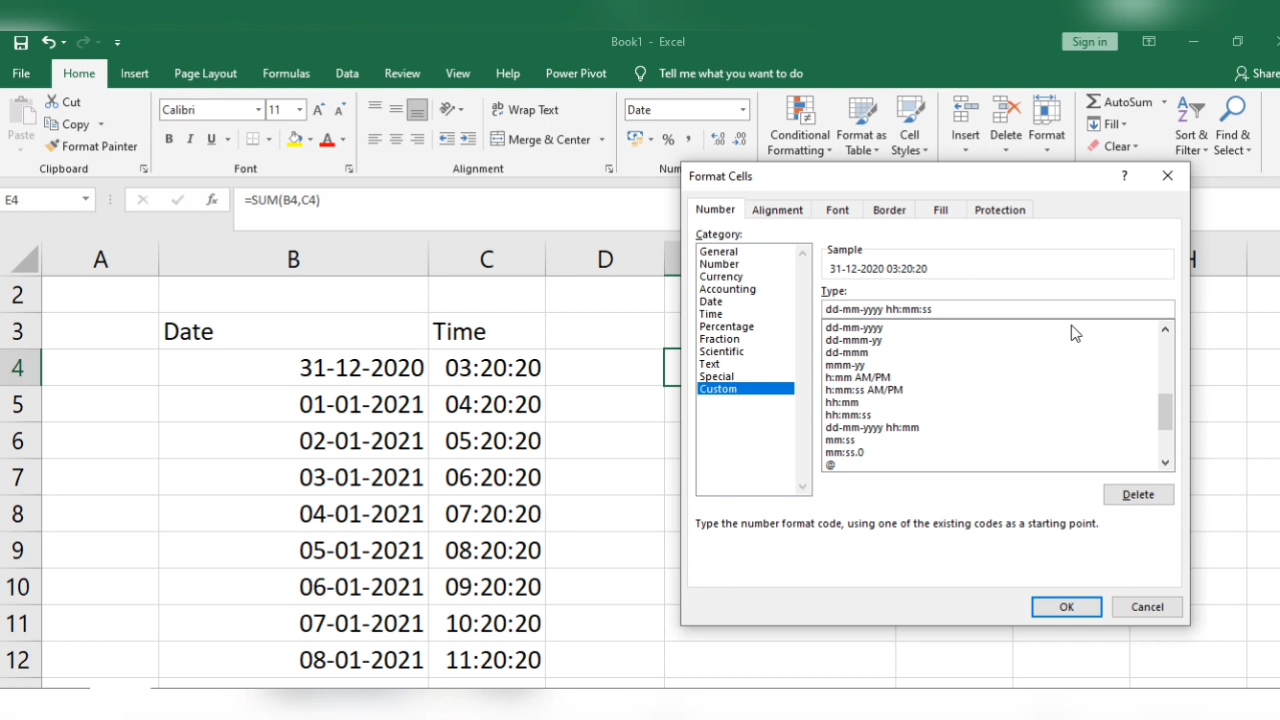 Book1 - Excel
Sign in
File Home Insert Page Layout Formulas Data Review View Help Power Pivot Tell me what you want to do Share
Paste
Cut
Copy
Format Painter
Clipboard
Calibri 11
B I U
Font
Wrap Text
Merge & Center
Alignment
Date
%
Num
Conditional Formatting
Format as Table
Cell Styles
Insert
Delete
Format
AutoSum
Fill
Clear
Sort & Filter
Find & Select
E4 fx =SUM(B4,C4)
A B C D H
2
3 Date Time
4 31-12-2020 03:20:20
5 01-01-2021 04:20:20
6 02-01-2021 05:20:20
7 03-01-2021 06:20:20
8 04-01-2021 07:20:20
9 05-01-2021 08:20:20
10 06-01-2021 09:20:20
11 07-01-2021 10:20:20
12 08-01-2021 11:20:20
Format Cells ?
Number Alignment Font Border Fill Protection
Category:
General
Number
Currency
Accounting
Date
Time
Percentage
Fraction
Scientific
Text
Special
Custom
Sample
31-12-2020 03:20:20
Type:
dd-mm-yyyy hh:mm:ss
dd-mm-yyyy
dd-mmm-yy
dd-mmm
mmm-yy
h:mm AM/PM
h:mm:ss AM/PM
hh:mm
hh:mm:ss
dd-mm-yyyy hh:mm
mm:ss
mm:ss.0
@
Delete
Type the number format code, using one of the existing codes as a starting point.
OK Cancel